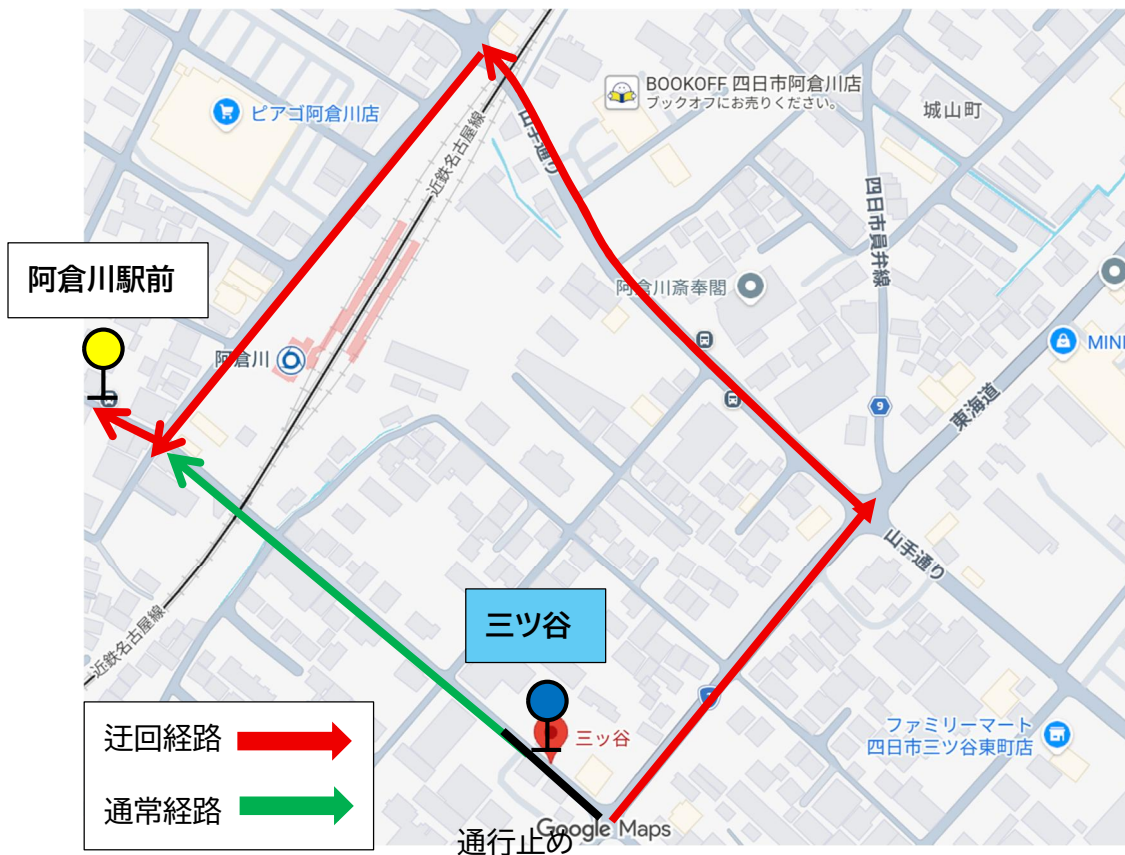 BOOKOFF 四日市阿倉川店
ブックオフにお売りください。
城山町
ピアゴ阿倉川店
近鉄名古屋線
山手通り
四日市員弁線
阿倉川駅前
阿倉川斎奉閣
阿倉川
MINI
9
東海道
山手通り
三ツ谷
近鉄名古屋線
三ッ谷
ファミリーマート
四日市三ツ谷東町店
迂回経路
通常経路
通行止め
Google Maps